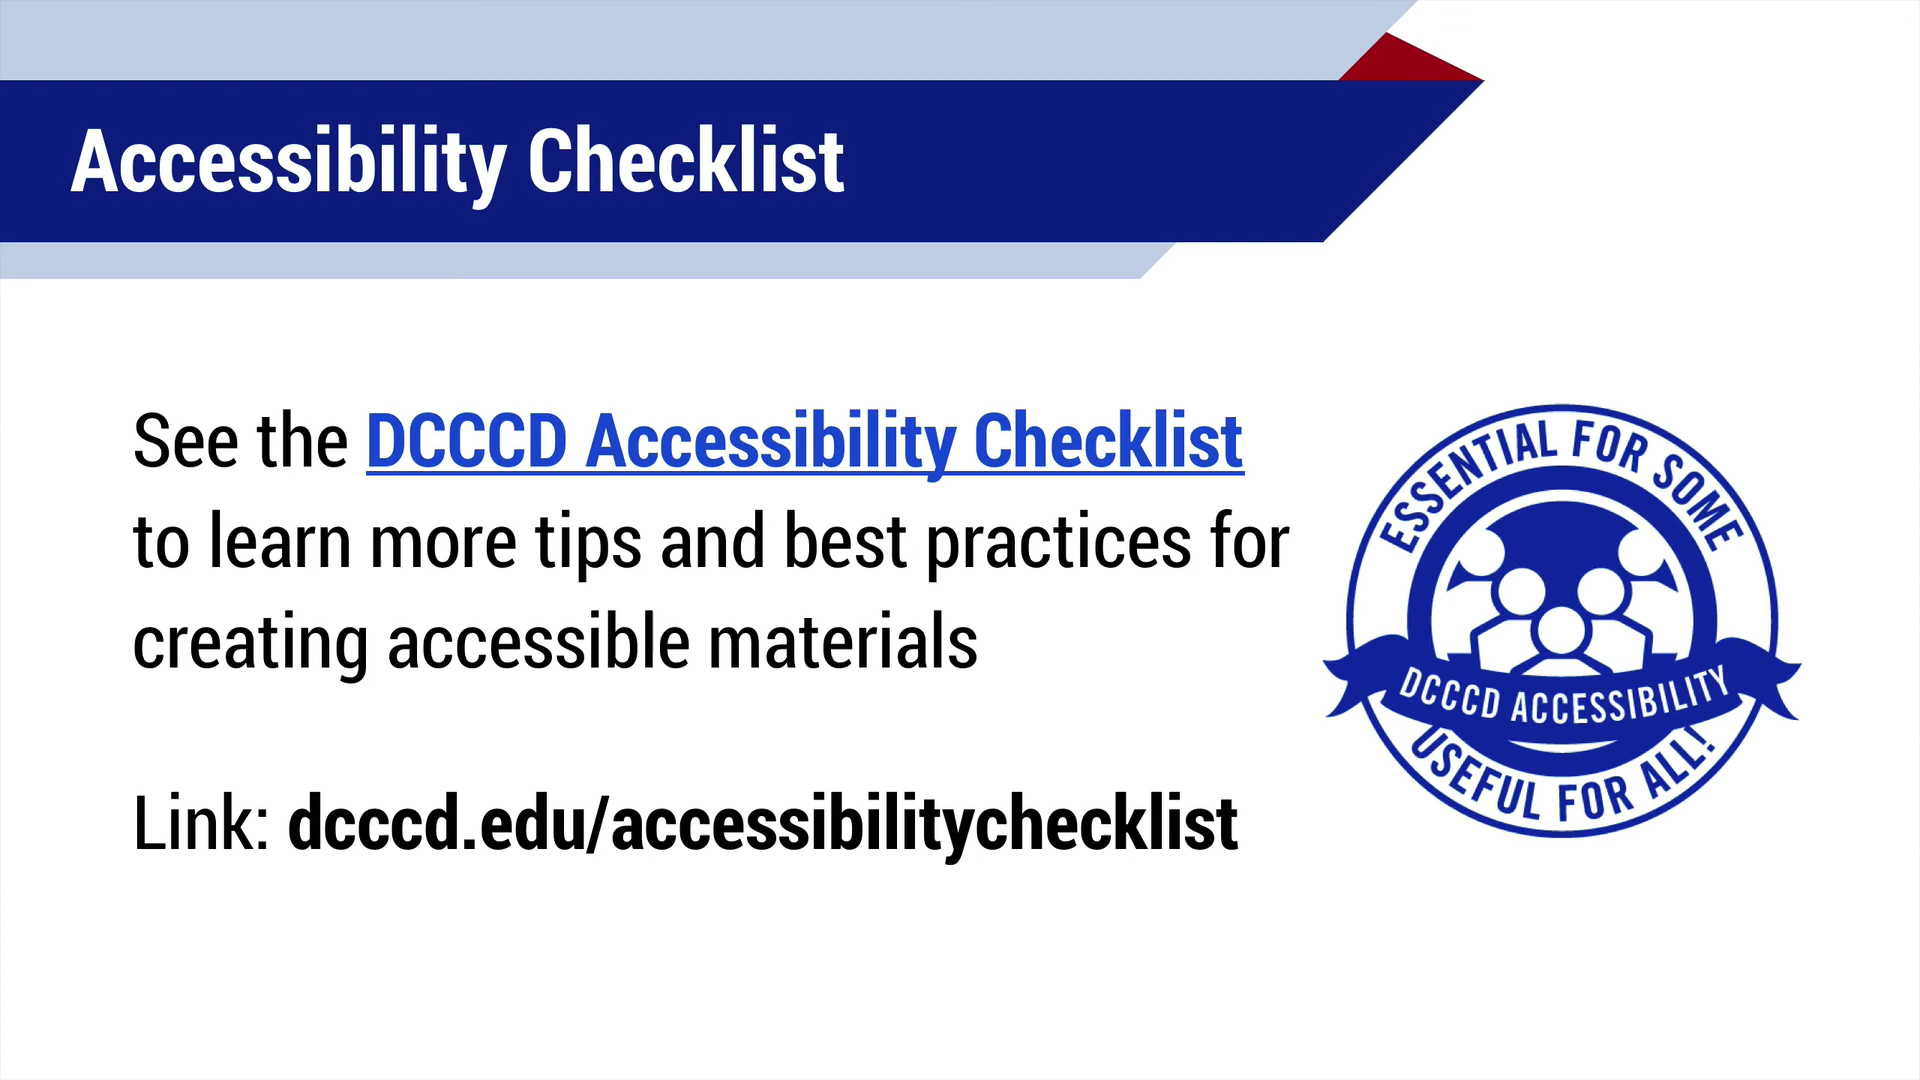 Accessibility Checklist
See the DCCCD Accessibility Checklist
to learn more tips and best practices for
creating accessible materials
Link: dcccd.edu/accessibilitychecklist
ESSENTIAL FOR SOME
DCCCD ACCESSIBILITY
USEFUL FOR ALL!